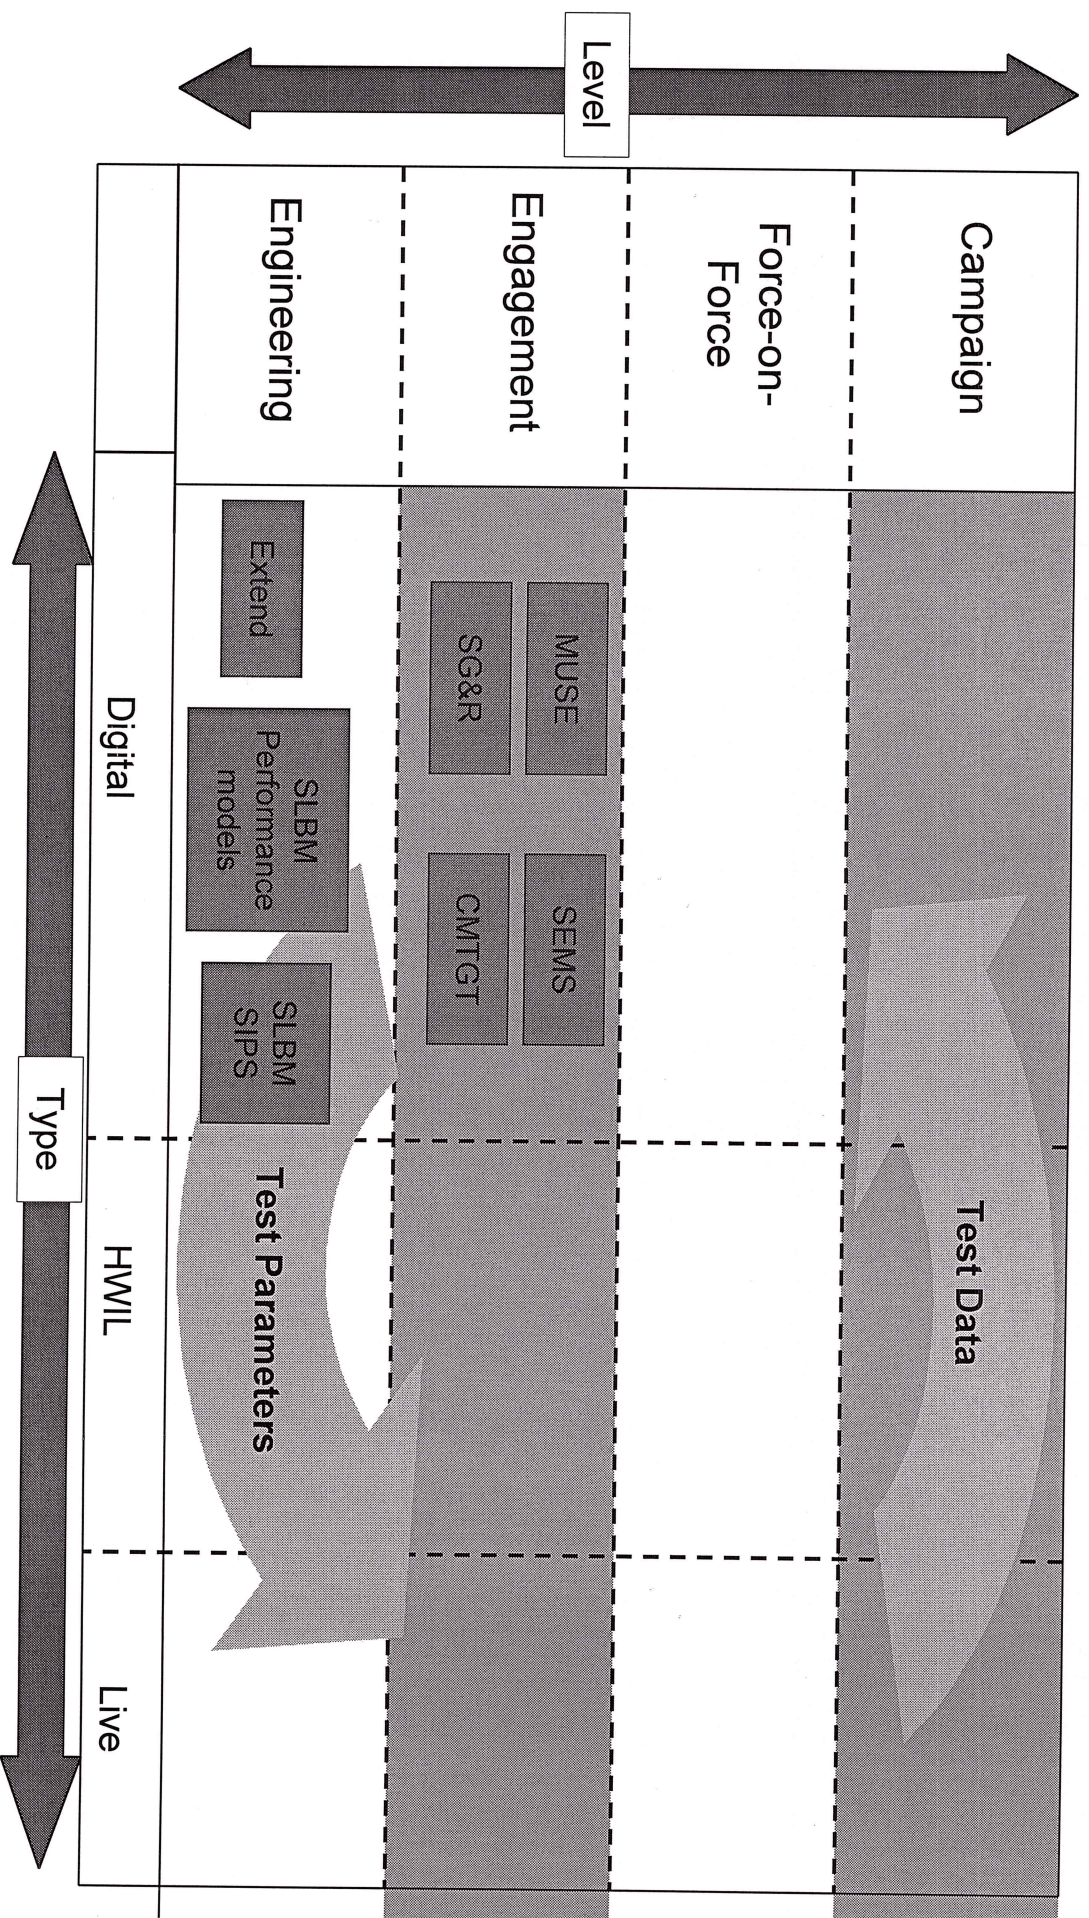 Level
Campaign
Test Data
Force-on-
Force
Engagement
MUSE
SEMS
SG&R
CMTGT
Engineering
Extend
SLBM
Performance
models
SLBM
SIPS
Test Parameters
Digital
HWIL
Live
Type